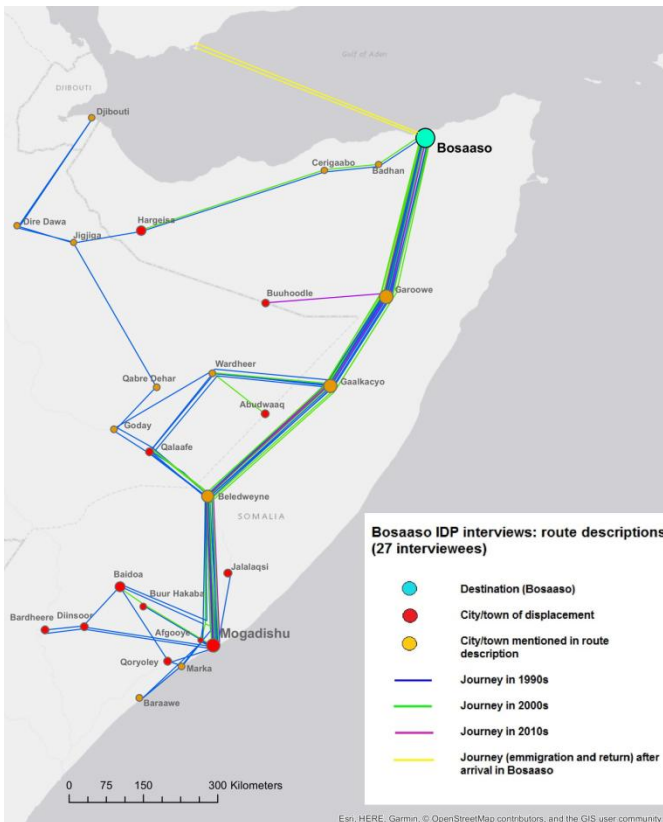 Gulf of Aden
DJIBOUTI
Djibouti
Bosaaso
Cerigaabo
Badhan
Hargeisa
Dire Dawa
Jigjiga
Buuhoodle
Garoowe
Wardheer
Qabre Dehar
Gaalkacyo
Abudwaaq
Goday
Qalaafe
Beledweyne
SOMALIA
Jalalaqsi
Baidoa
Buur Hakaba
Bardheere
Diinsoor
Afgooye
Mogadishu
Qoryoley
Marka
Baraawe
0 75 150 300 Kilometers
Bosaaso IDP interviews: route descriptions
(27 interviewees)
Destination (Bosaaso)
City/town of displacement
City/town mentioned in route
description
Journey in 1990s
Journey in 2000s
Journey in 2010s
Journey (emmigration and return) after
arrival in Bosaaso
Esri, HERE, Garmin, © OpenStreetMap contributors, and the GIS user community